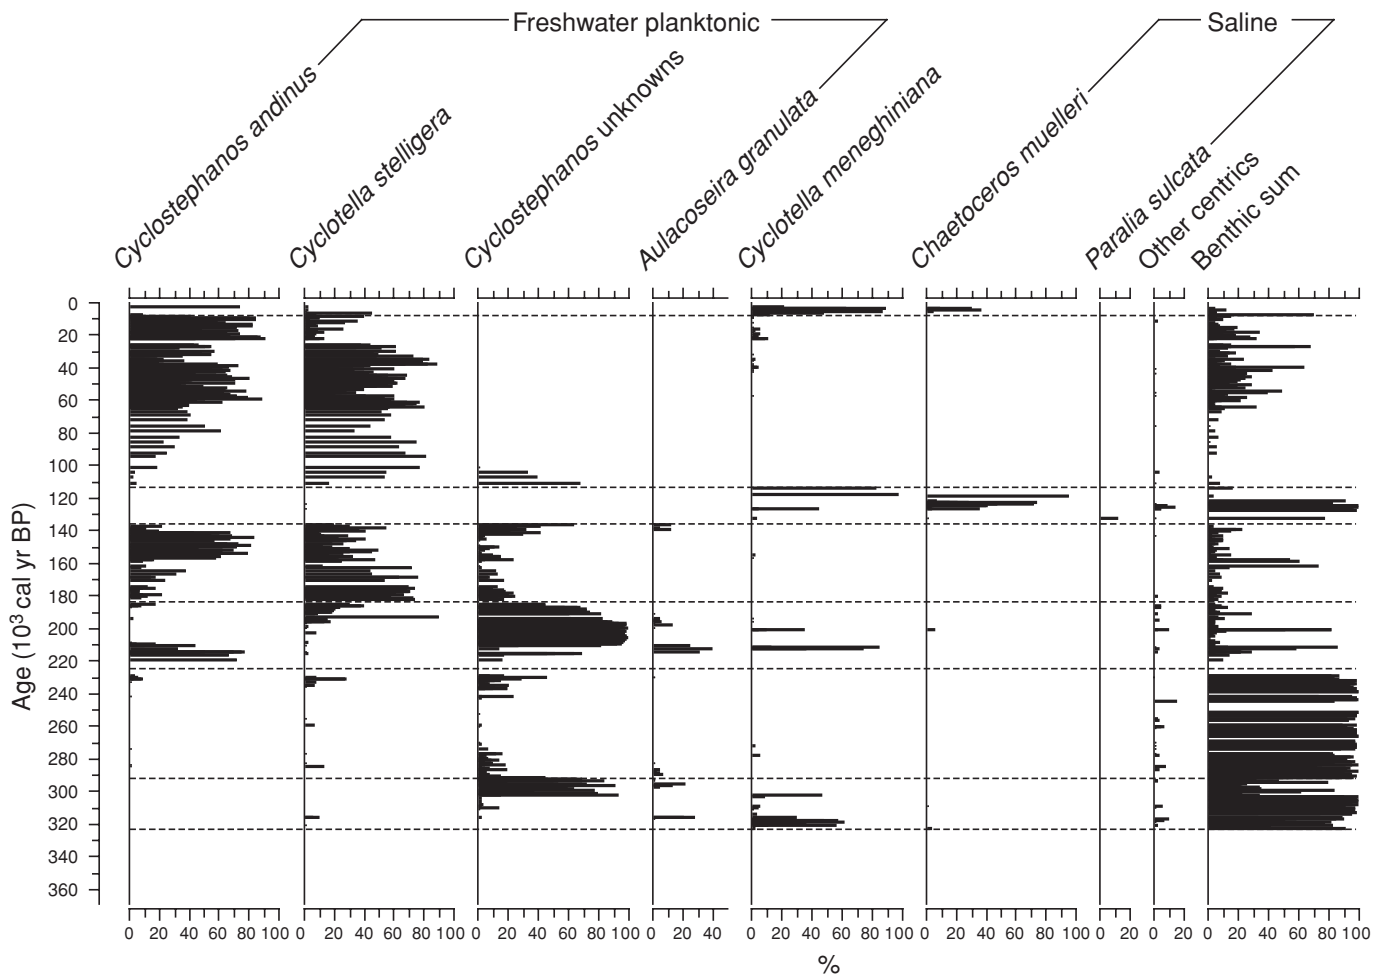 Freshwater planktonic
Saline
Cyclostephanos andinus
Cyclotella stelligera
Cyclostephanos unknowns
Aulacoseira granulata
Cyclotella meneghiniana
Chaetoceros muelleri
Paralia sulcata
Other centrics
Benthic sum
Age (10³ cal yr BP)
0
20
40
60
80
100
120
140
160
180
200
220
240
260
280
300
320
340
360
0 20 40 60 80 100 0 20 40 60 80 100 0 20 40 60 80 100 0 20 40 0 20 40 60 80 100 0 20 40 60 80 100 0 20 0 20 0 20 40 60 80 100
%